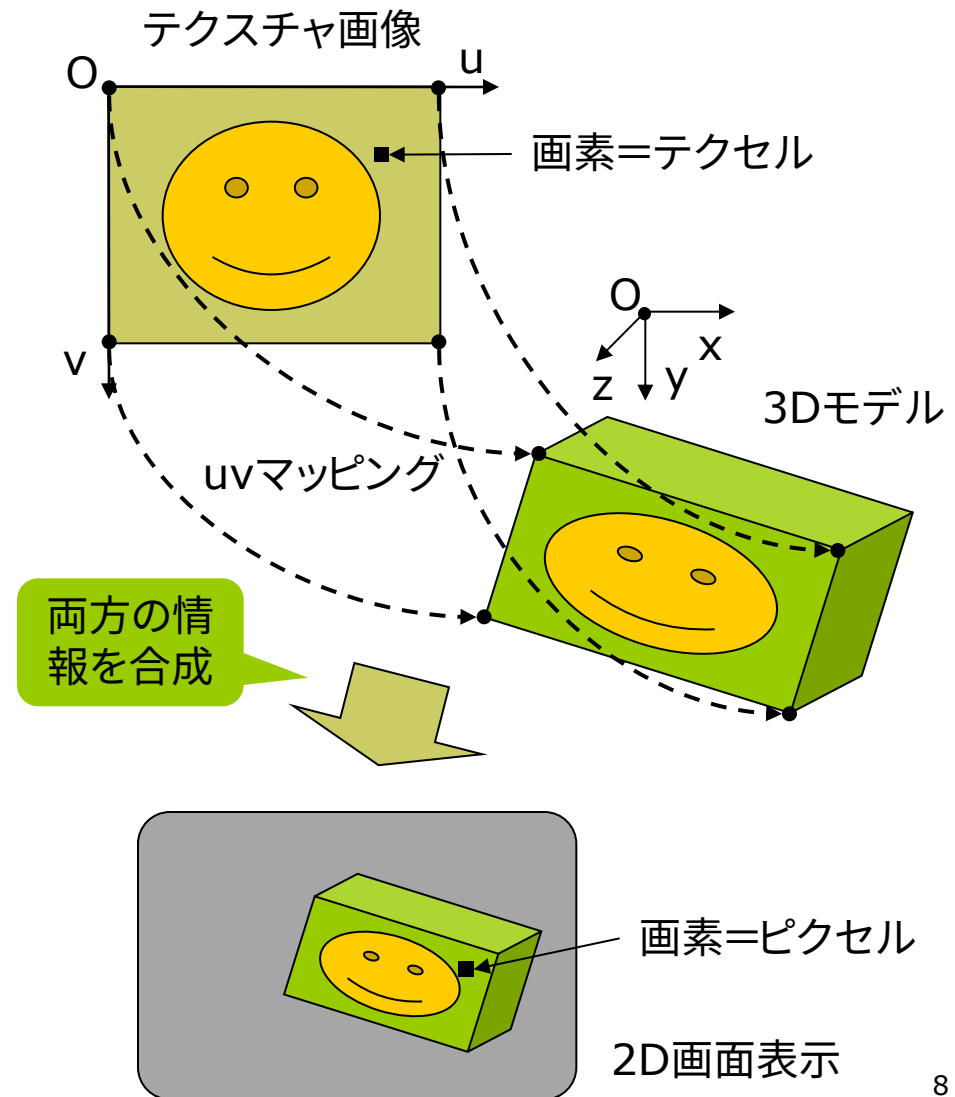 テクスチャ画像
O
u
画素＝テクセル
v
O
x
y
z
3Dモデル
uvマッピング
両方の情
報を合成
画素＝ピクセル
2D画面表示
8